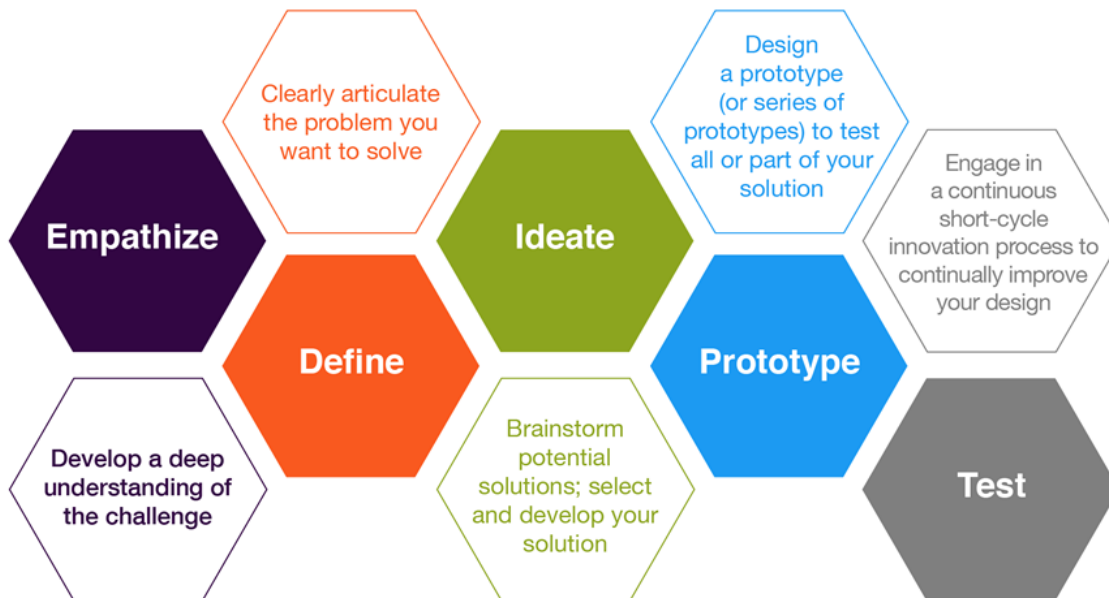 Empathize
Develop a deep
understanding of
the challenge
Clearly articulate
the problem you
want to solve
Define
Ideate
Brainstorm
potential
solutions; select
and develop your
solution
Design
a prototype
(or series of
prototypes) to test
all or part of your
solution
Prototype
Engage in
a continuous
short-cycle
innovation process to
continually improve
your design
Test